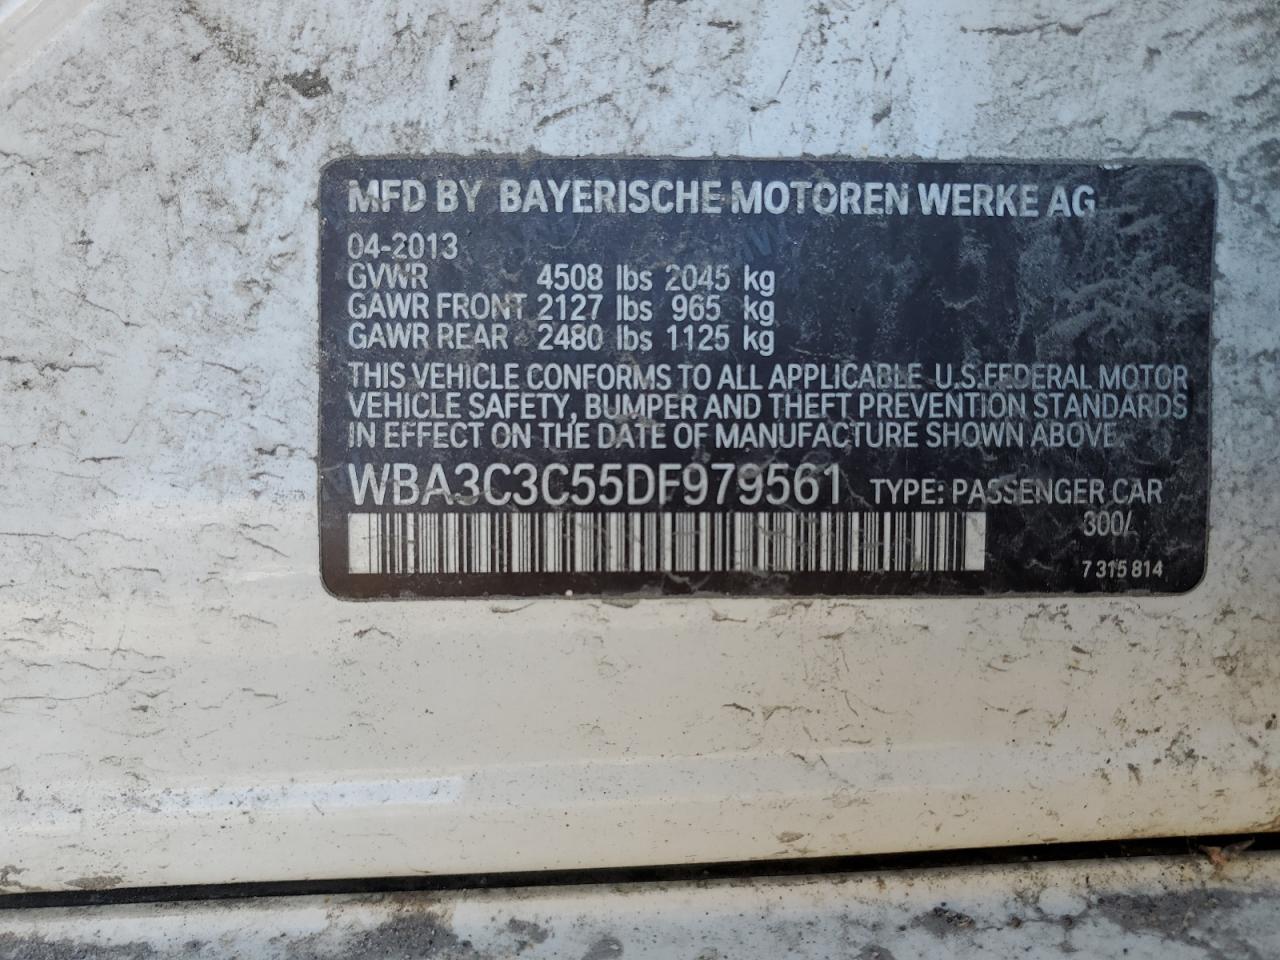 MFD BY BAYERISCHE MOTOREN WERKE AG
04-2013
GVWR 4508 lbs 2045 kg
GAWR FRONT 2127 lbs 965 kg
GAWR REAR 2480 lbs 1125 kg
THIS VEHICLE CONFORMS TO ALL APPLICABLE U.S.FEDERAL MOTOR
VEHICLE SAFETY, BUMPER AND THEFT PREVENTION STANDARDS
IN EFFECT ON THE DATE OF MANUFACTURE SHOWN ABOVE.
WBA3C3C55DF979561 TYPE: PASSENGER CAR
300/
7 315 814